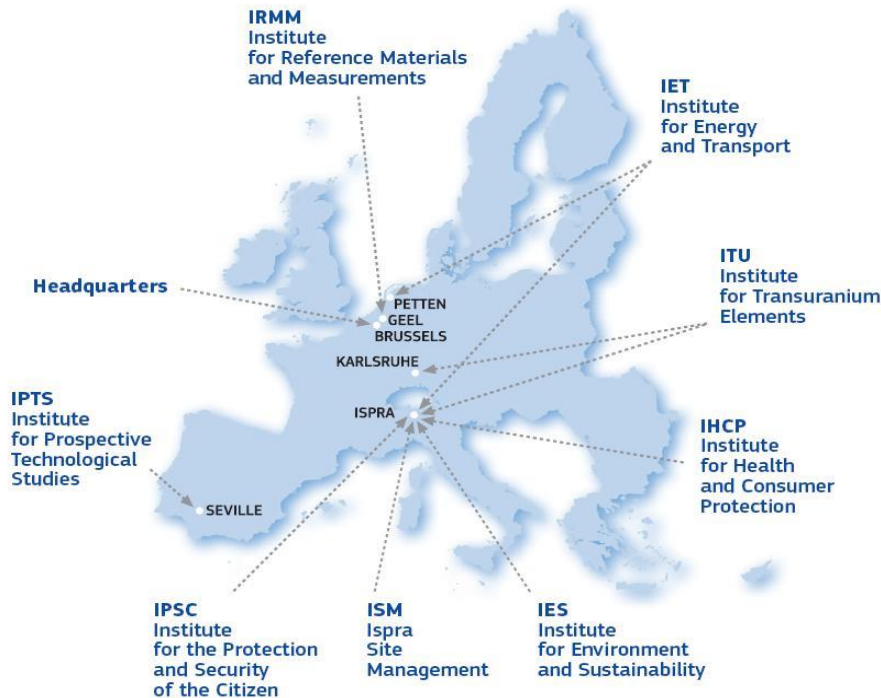 IRMM
Institute
for Reference Materials
and Measurements
IET
Institute
for Energy
and Transport
ITU
Institute
for Transuranium
Elements
Headquarters
PETTEN
GEEL
BRUSSELS
KARLSRUHE
ISPRA
SEVILLE
IPTS
Institute
for Prospective
Technological
Studies
IHCP
Institute
for Health
and Consumer
Protection
IPSC
Institute
for the Protection
and Security
of the Citizen
ISM
Ispra
Site
Management
IES
Institute
for Environment
and Sustainability